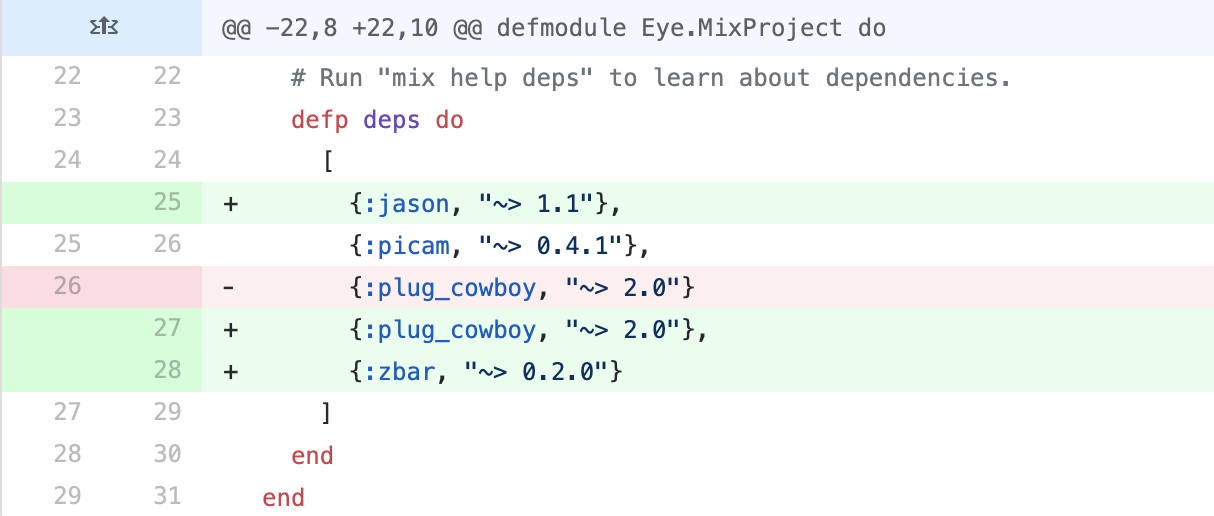 @@ -22,8 +22,10 @@ defmodule Eye.MixProject do
22 22 # Run "mix help deps" to learn about dependencies.
23 23 defp deps do
24 24 [
25 + {:jason, "~> 1.1"},
25 26 {:picam, "~> 0.4.1"},
26 - {:plug_cowboy, "~> 2.0"}
27 + {:plug_cowboy, "~> 2.0"},
28 + {:zbar, "~> 0.2.0"}
27 29 ]
28 30 end
29 31 end